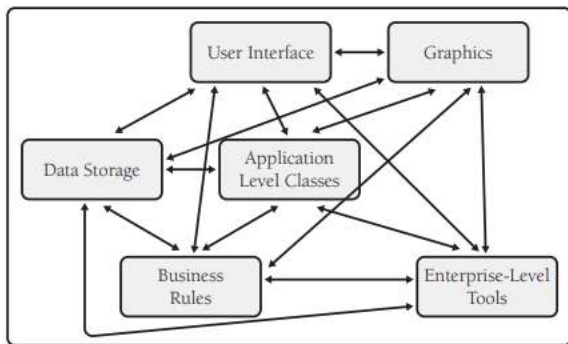 User Interface
Graphics
Data Storage
Application
Level Classes
Business
Rules
Enterprise-Level
Tools